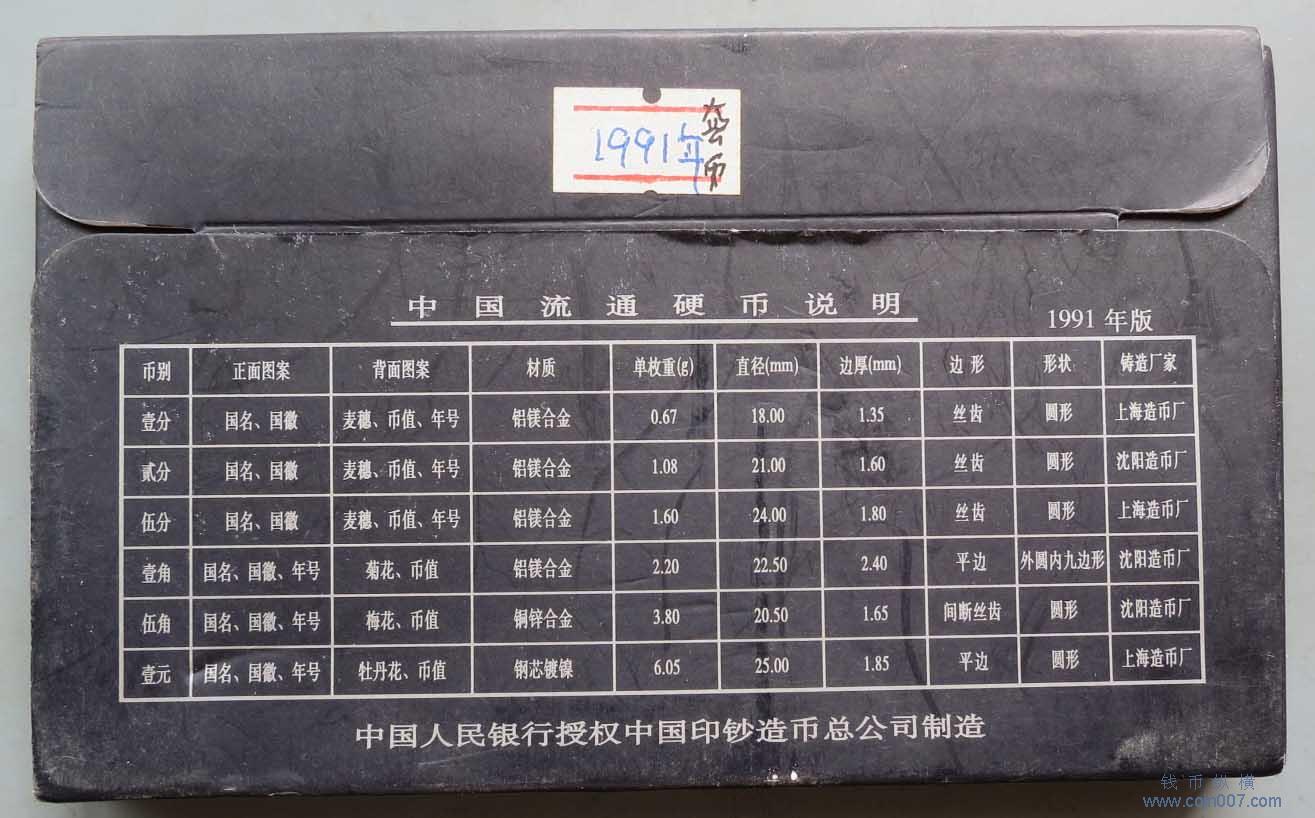 1991年
套币
中国流通硬币说明
1991 年版
币别 正面图案 背面图案 材质 单枚重(g) 直径(mm) 边厚(mm) 边形 形状 铸造厂家
壹分 国名、国徽 麦穗、币值、年号 铝镁合金 0.67 18.00 1.35 丝齿 圆形 上海造币厂
贰分 国名、国徽 麦穗、币值、年号 铝镁合金 1.08 21.00 1.60 丝齿 圆形 沈阳造币厂
伍分 国名、国徽 麦穗、币值、年号 铝镁合金 1.60 24.00 1.80 丝齿 圆形 上海造币厂
壹角 国名、国徽、年号 菊花、币值 铝镁合金 2.20 22.50 2.40 平边 外圆内九边形 沈阳造币厂
伍角 国名、国徽、年号 梅花、币值 铜锌合金 3.80 20.50 1.65 间断丝齿 圆形 沈阳造币厂
壹元 国名、国徽、年号 牡丹花、币值 钢芯镀镍 6.05 25.00 1.85 平边 圆形 上海造币厂
中国人民银行授权中国印钞造币总公司制造
钱币纵横
www.coin007.com